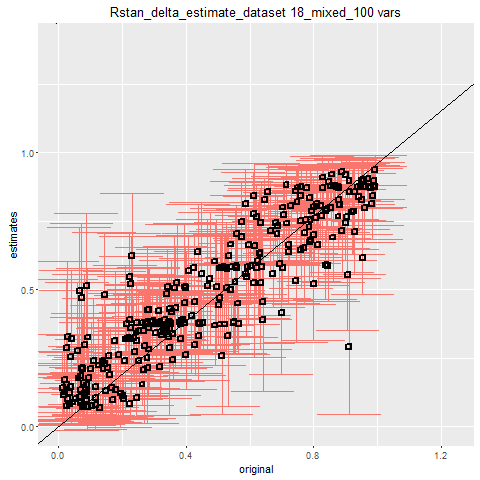 Rstan_delta_estimate_dataset 18_mixed_100 vars
estimates
1.0
0.5
0.0
0.0 0.4 0.8 1.2
original